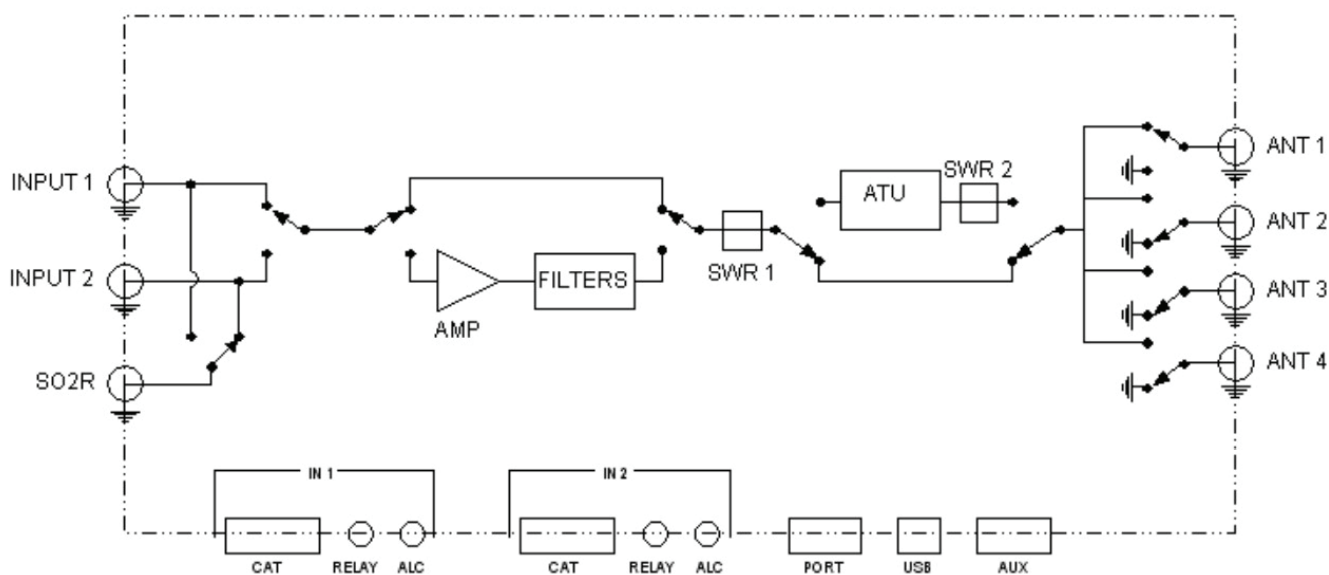 INPUT 1
INPUT 2
SO2R
AMP
FILTERS
SWR 1
ATU
SWR 2
ANT 1
ANT 2
ANT 3
ANT 4
IN 1
IN 2
CAT
RELAY
ALC
CAT
RELAY
ALC
PORT
USB
AUX